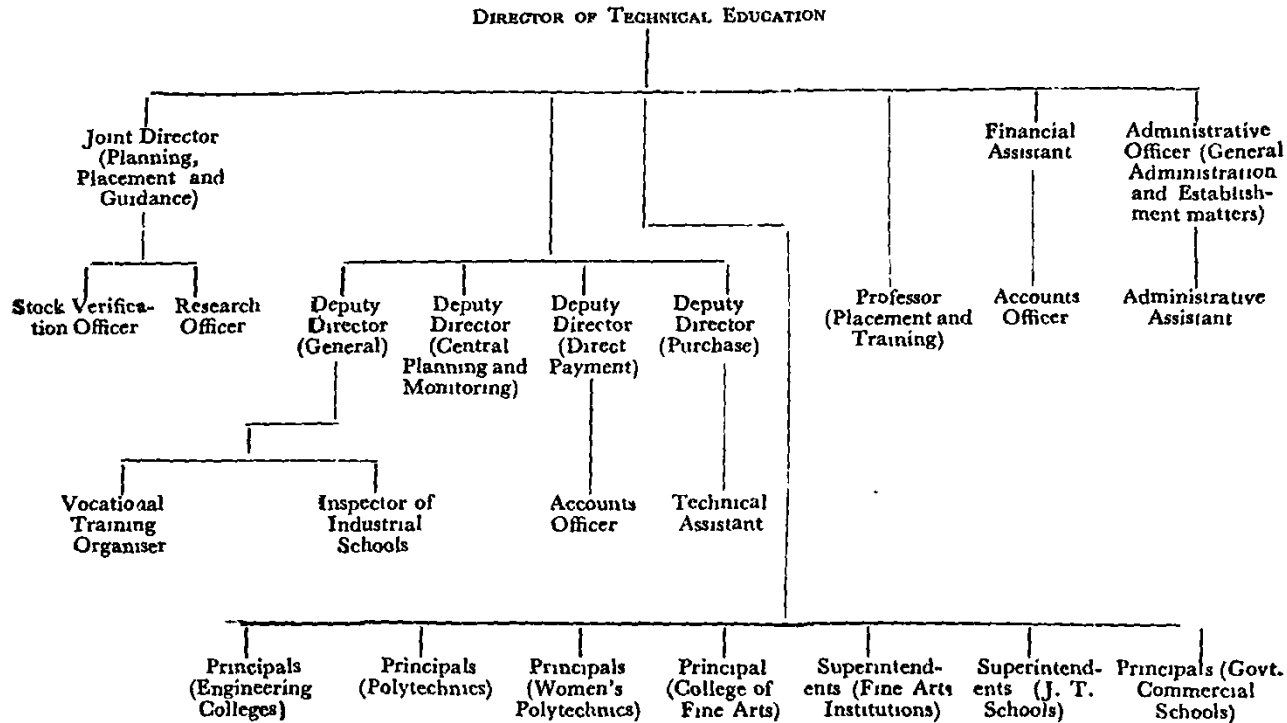 DIRECTOR OF TECHNICAL EDUCATION
Joint Director
(Planning,
Placement and
Guidance)
Financial
Assistant
Administrative
Officer (General
Administration
and Establish-
ment matters)
Stock Verifica-
tion Officer
Research
Officer
Deputy
Director
(General)
Deputy
Director
(Central
Planning and
Monitoring)
Deputy
Director
(Direct
Payment)
Deputy
Director
(Purchase)
Professor
(Placement and
Training)
Accounts
Officer
Administrative
Assistant
Vocational
Training
Organiser
Inspector of
Industrial
Schools
Accounts
Officer
Technical
Assistant
Principals
(Engineering
Colleges)
Principals
(Polytechnics)
Principals
(Women's
Polytechnics)
Principal
(College of
Fine Arts)
Superintend-
ents (Fine Arts
Institutions)
Superintend-
ents (J. T.
Schools)
Principals (Govt.
Commercial
Schools)